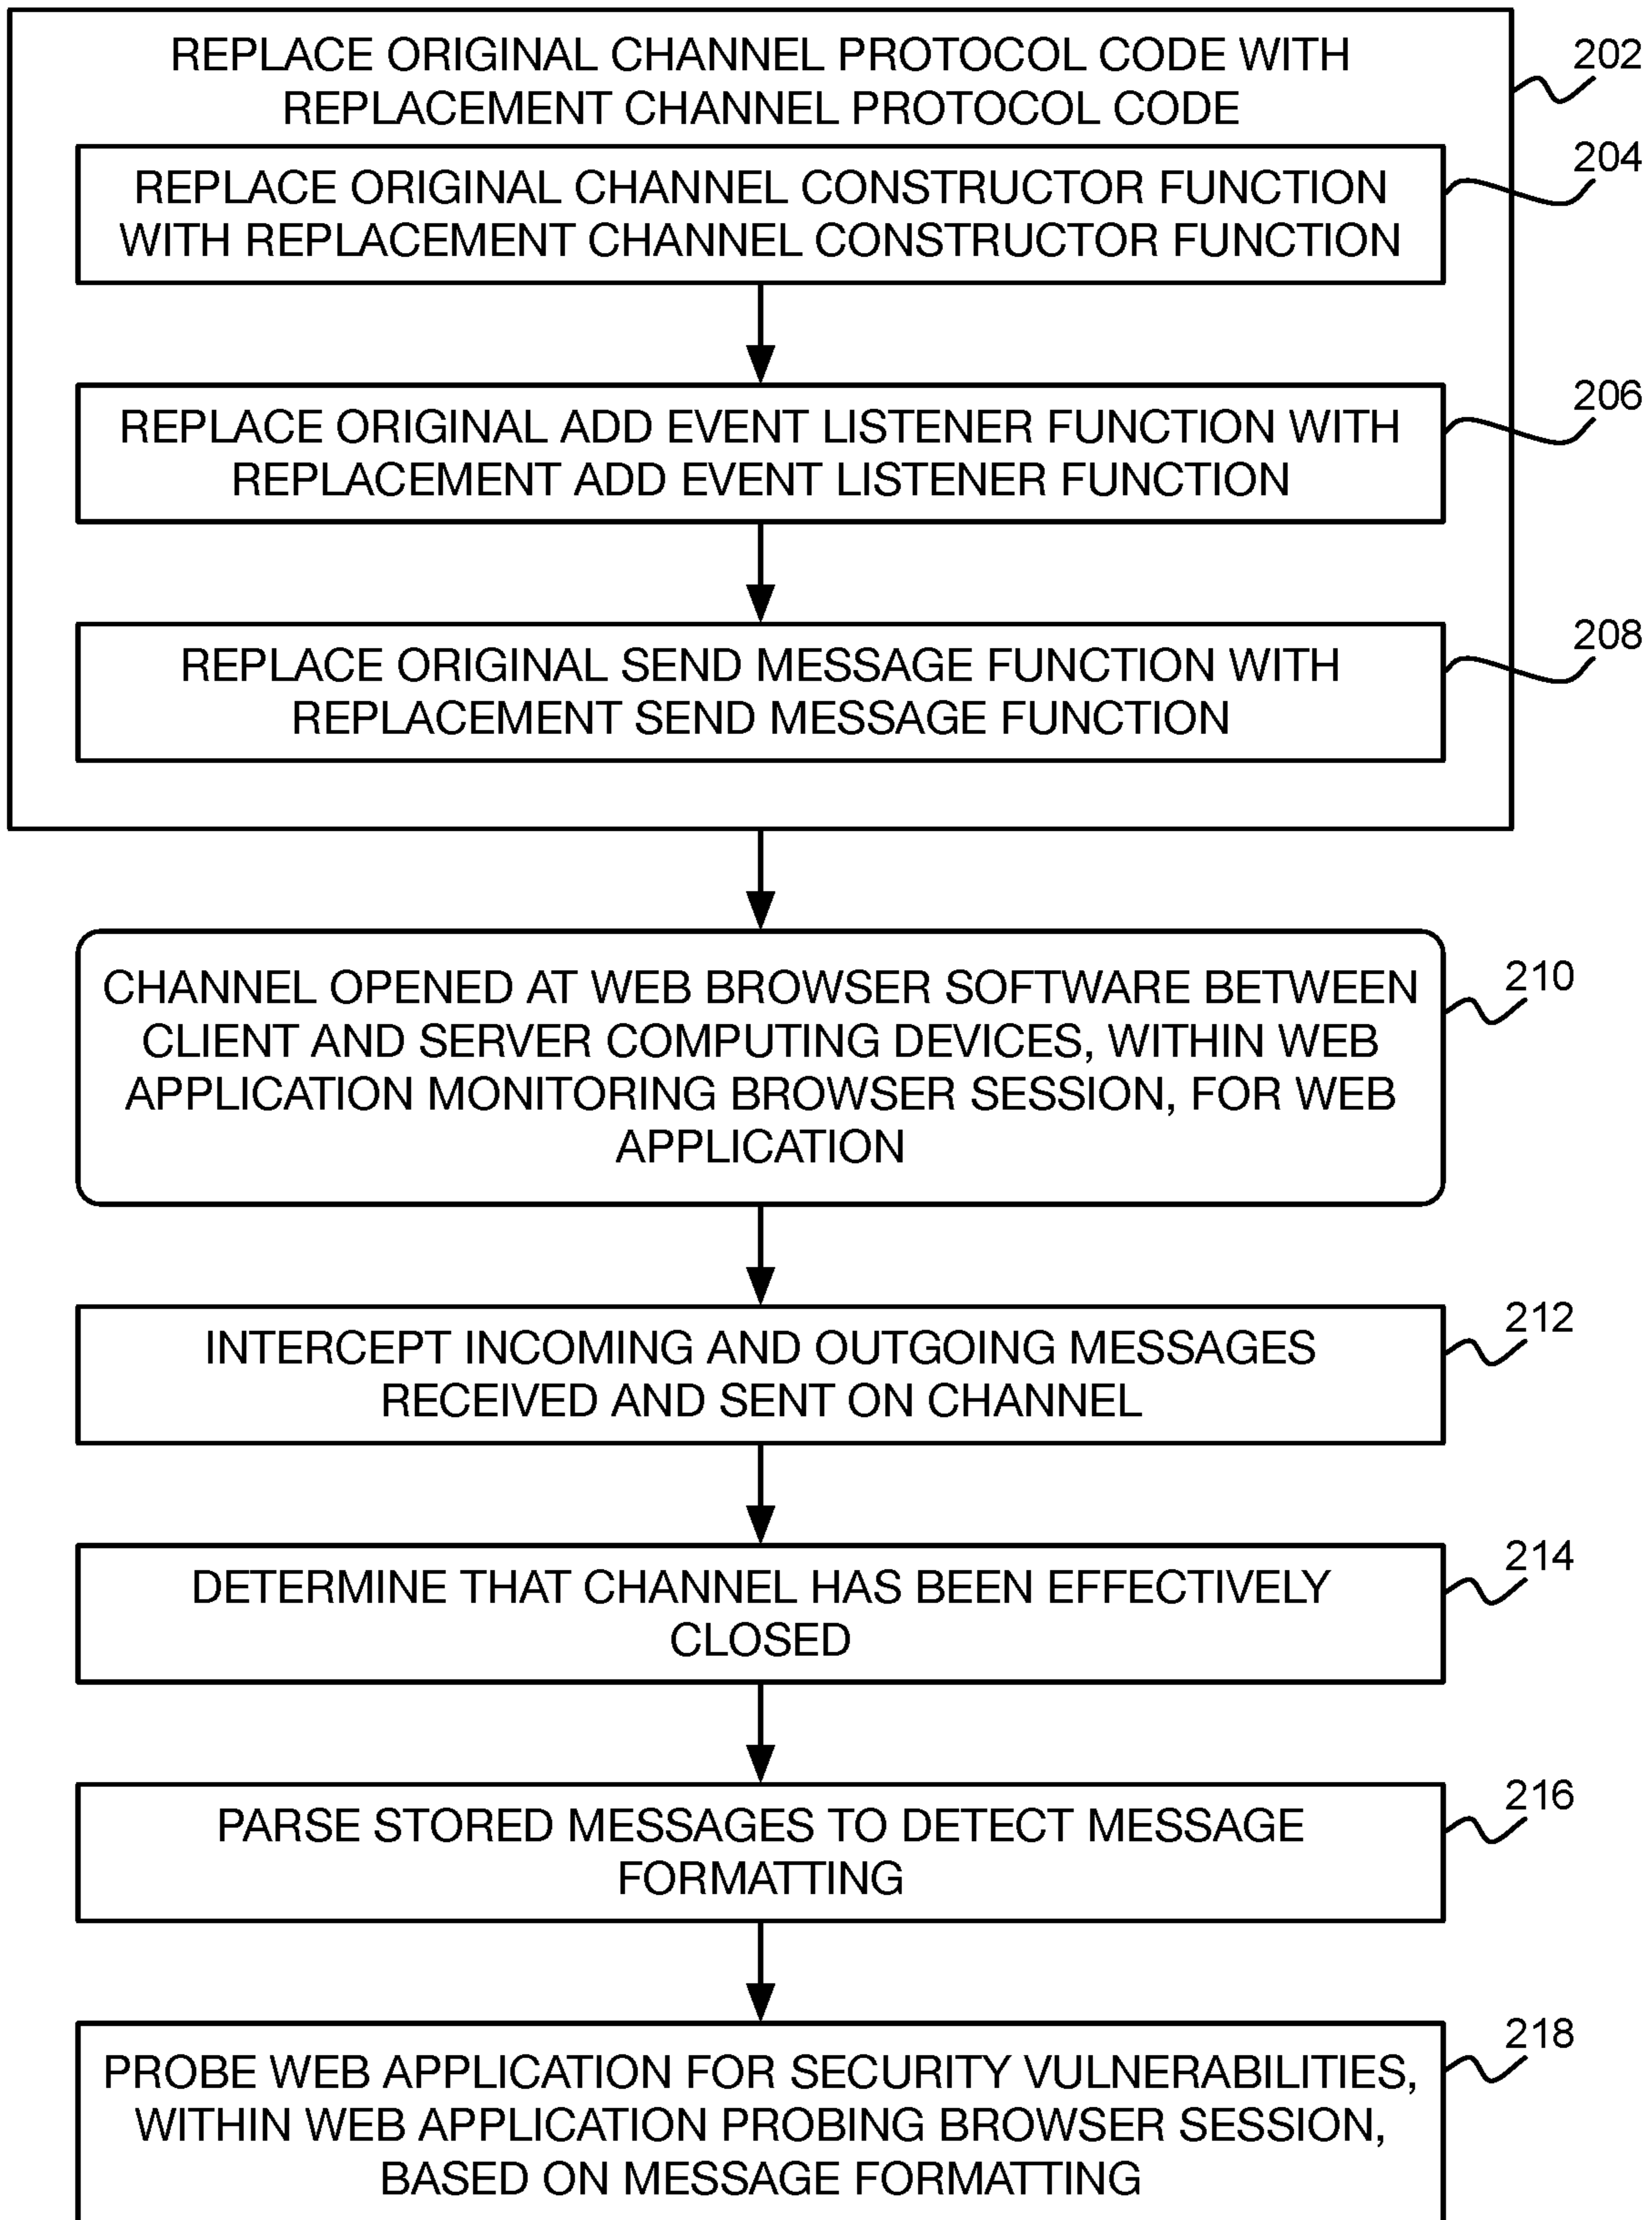 REPLACE ORIGINAL CHANNEL PROTOCOL CODE WITH
REPLACEMENT CHANNEL PROTOCOL CODE
202
REPLACE ORIGINAL CHANNEL CONSTRUCTOR FUNCTION
WITH REPLACEMENT CHANNEL CONSTRUCTOR FUNCTION
204
REPLACE ORIGINAL ADD EVENT LISTENER FUNCTION WITH
REPLACEMENT ADD EVENT LISTENER FUNCTION
206
REPLACE ORIGINAL SEND MESSAGE FUNCTION WITH
REPLACEMENT SEND MESSAGE FUNCTION
208
CHANNEL OPENED AT WEB BROWSER SOFTWARE BETWEEN
CLIENT AND SERVER COMPUTING DEVICES, WITHIN WEB
APPLICATION MONITORING BROWSER SESSION, FOR WEB
APPLICATION
210
INTERCEPT INCOMING AND OUTGOING MESSAGES
RECEIVED AND SENT ON CHANNEL
212
DETERMINE THAT CHANNEL HAS BEEN EFFECTIVELY
CLOSED
214
PARSE STORED MESSAGES TO DETECT MESSAGE
FORMATTING
216
PROBE WEB APPLICATION FOR SECURITY VULNERABILITIES,
WITHIN WEB APPLICATION PROBING BROWSER SESSION,
BASED ON MESSAGE FORMATTING
218